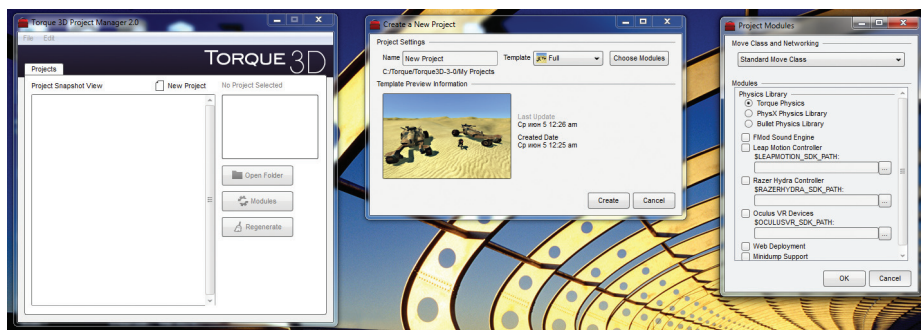 Torque 3D Project Manager 2.0
File Edit
TORQUE 3D
Projects
Project Snapshot View
New Project
No Project Selected
Open Folder
Modules
Regenerate
Create a New Project
Project Settings
Name New Project Template Full Choose Modules
C:/Torque/Torque3D-3-0/My Projects
Template Preview Information
Last Update
Ср июн 5 12:26 am
Created Date
Ср июн 5 12:25 am
Create Cancel
Project Modules
Move Class and Networking
Standard Move Class
Modules
Physics Library
Torque Physics
PhysX Physics Library
Bullet Physics Library
FMod Sound Engine
Leap Motion Controller
$LEAPMOTION_SDK_PATH:
...
Razer Hydra Controller
$RAZERHYDRA_SDK_PATH:
...
Oculus VR Devices
$OCULUSVR_SDK_PATH:
...
Web Deployment
Minidump Support
OK Cancel